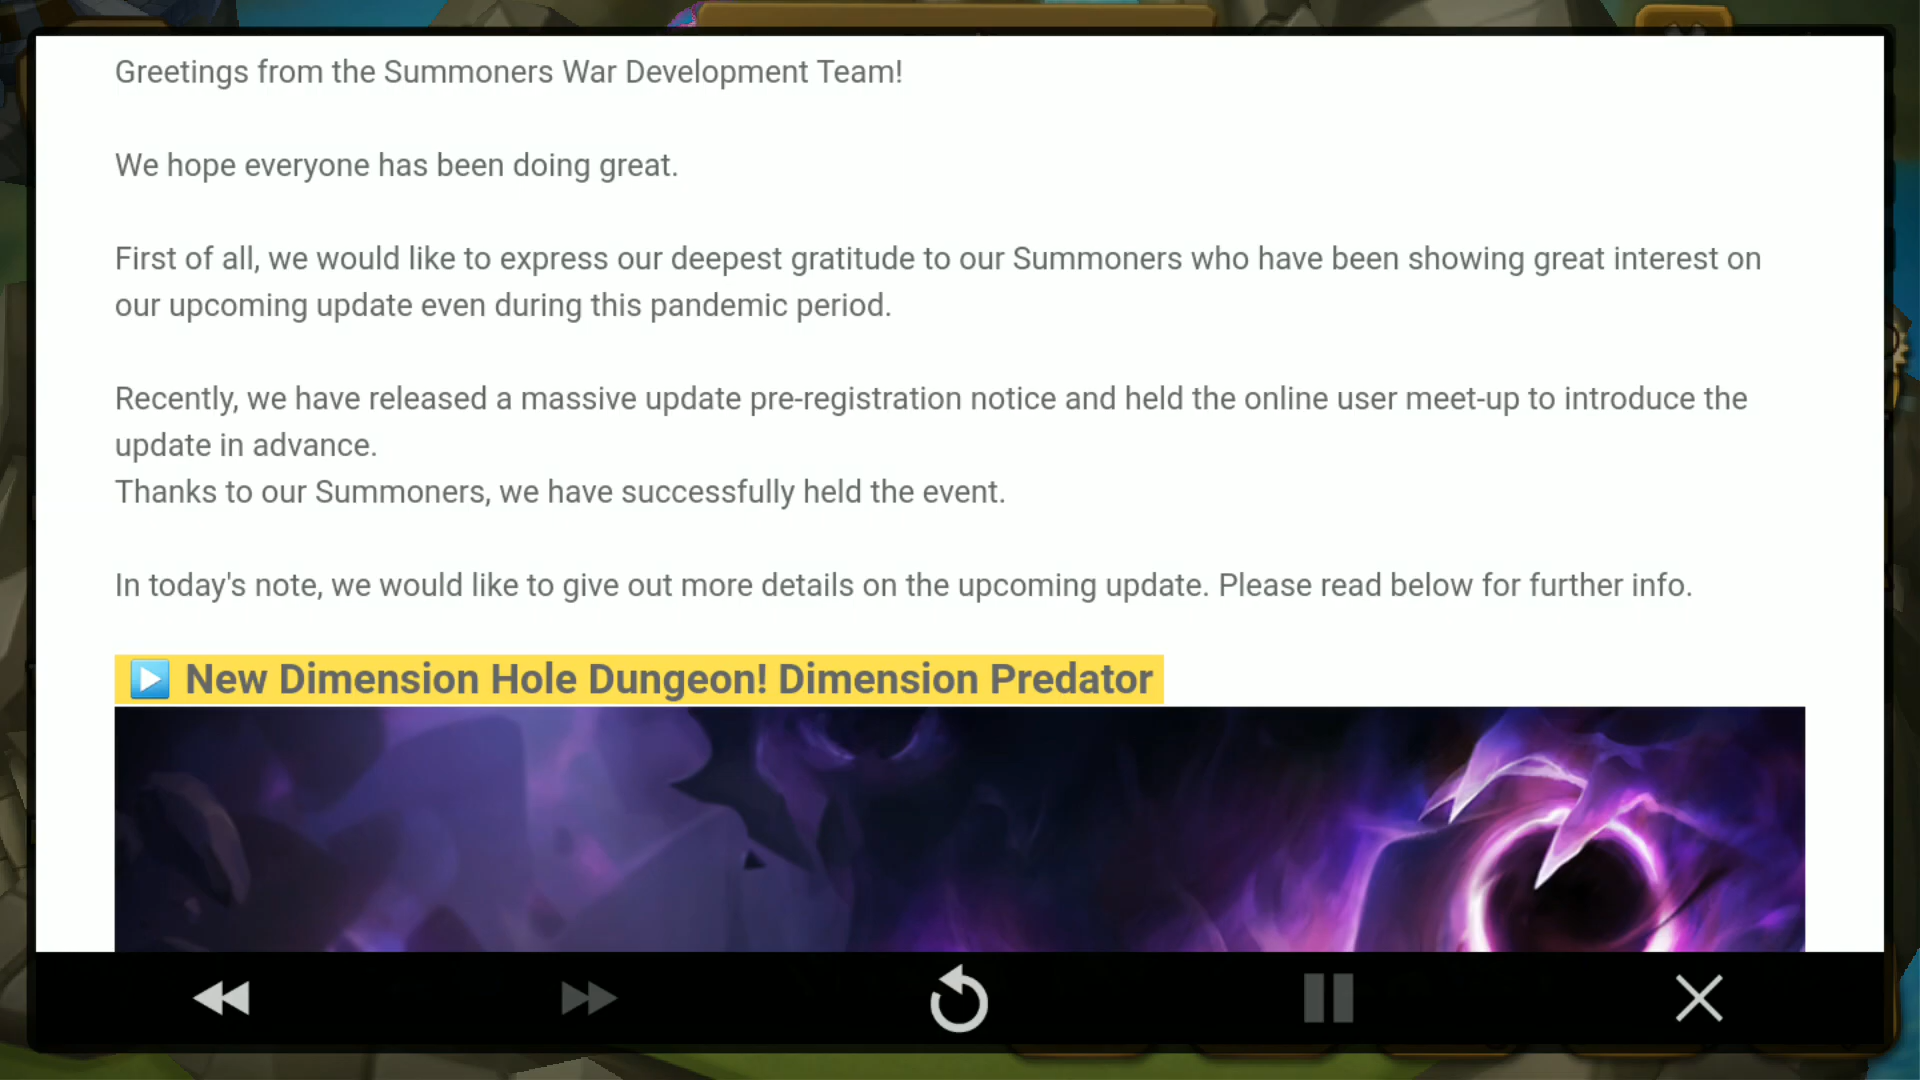 Greetings from the Summoners War Development Team!
We hope everyone has been doing great.
First of all, we would like to express our deepest gratitude to our Summoners who have been showing great interest on
our upcoming update even during this pandemic period.
Recently, we have released a massive update pre-registration notice and held the online user meet-up to introduce the
update in advance.
Thanks to our Summoners, we have successfully held the event.
In today's note, we would like to give out more details on the upcoming update. Please read below for further info.
▶️ New Dimension Hole Dungeon! Dimension Predator